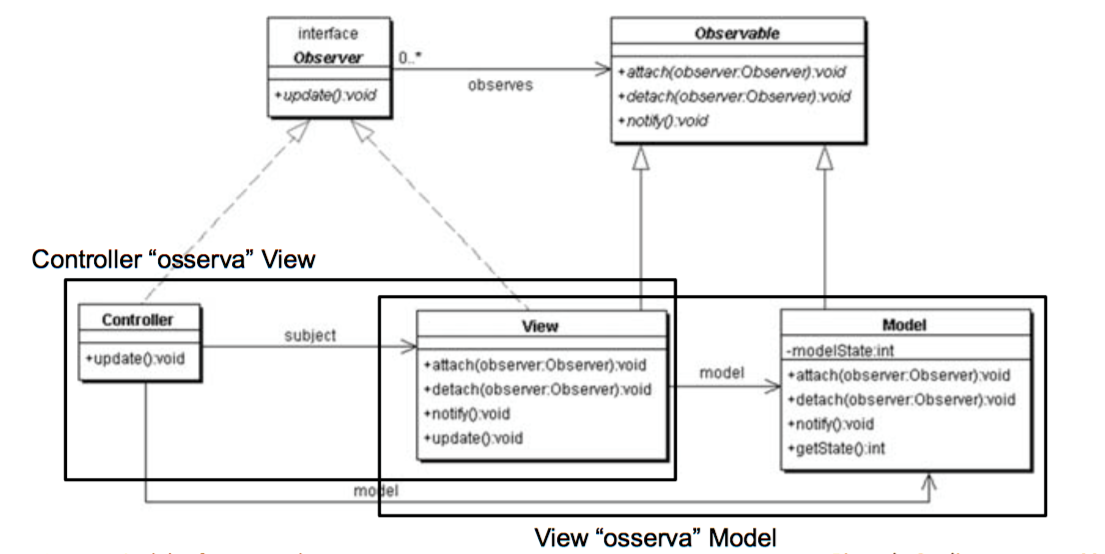 interface
Observer
+update():void
0..*
observes
Observable
+attach(observer:Observer):void
+detach(observer:Observer):void
+notify():void
Controller “osserva” View
Controller
+update():void
subject
View
+attach(observer:Observer):void
+detach(observer:Observer):void
+notify():void
+update():void
model
Model
-modelState:int
+attach(observer:Observer):void
+detach(observer:Observer):void
+notify():void
+getState():int
model
View “osserva” Model